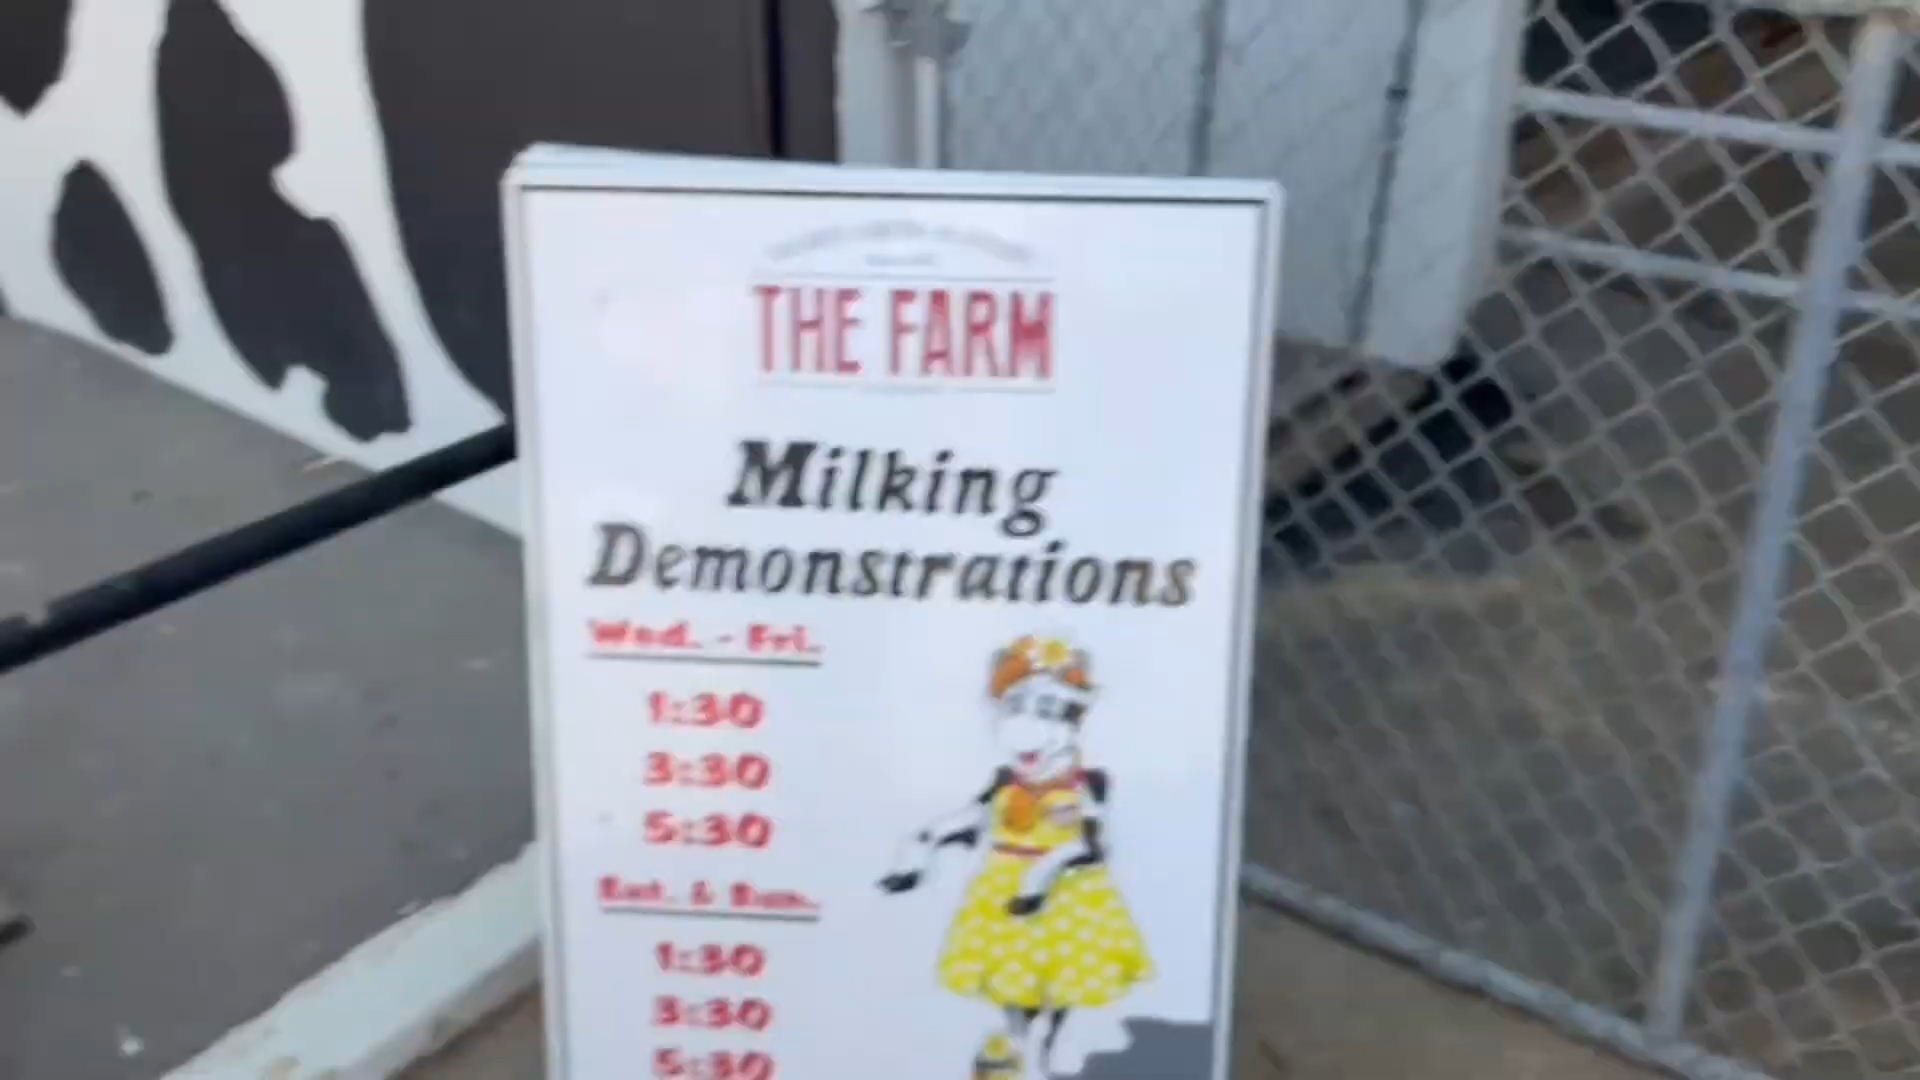 THE FARM
Milking
Demonstrations
Wed. - Fri.
1:30
3:30
5:30
Sat. & Sun.
1:30
3:30
5:30